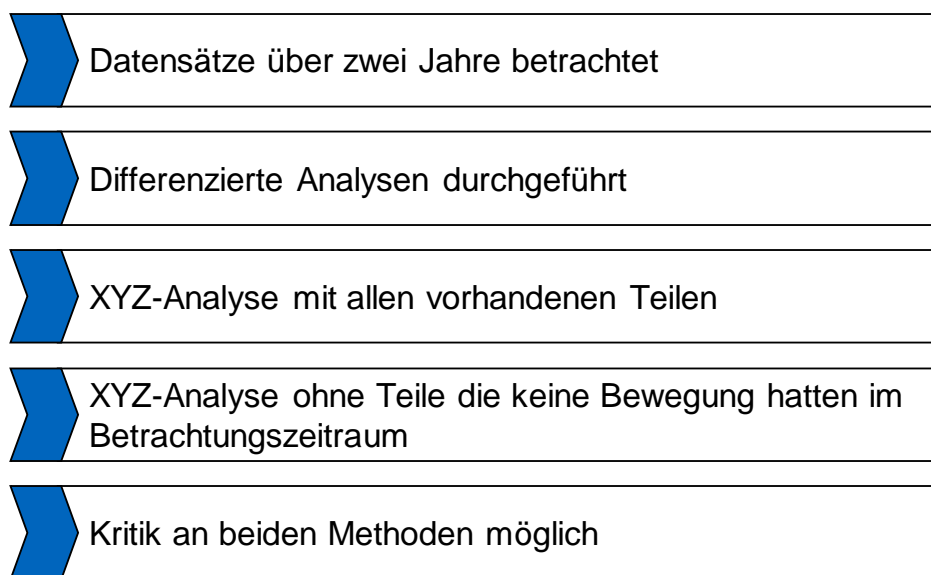 Datensätze über zwei Jahre betrachtet
Differenzierte Analysen durchgeführt
XYZ-Analyse mit allen vorhandenen Teilen
XYZ-Analyse ohne Teile die keine Bewegung hatten im
Betrachtungszeitraum
Kritik an beiden Methoden möglich